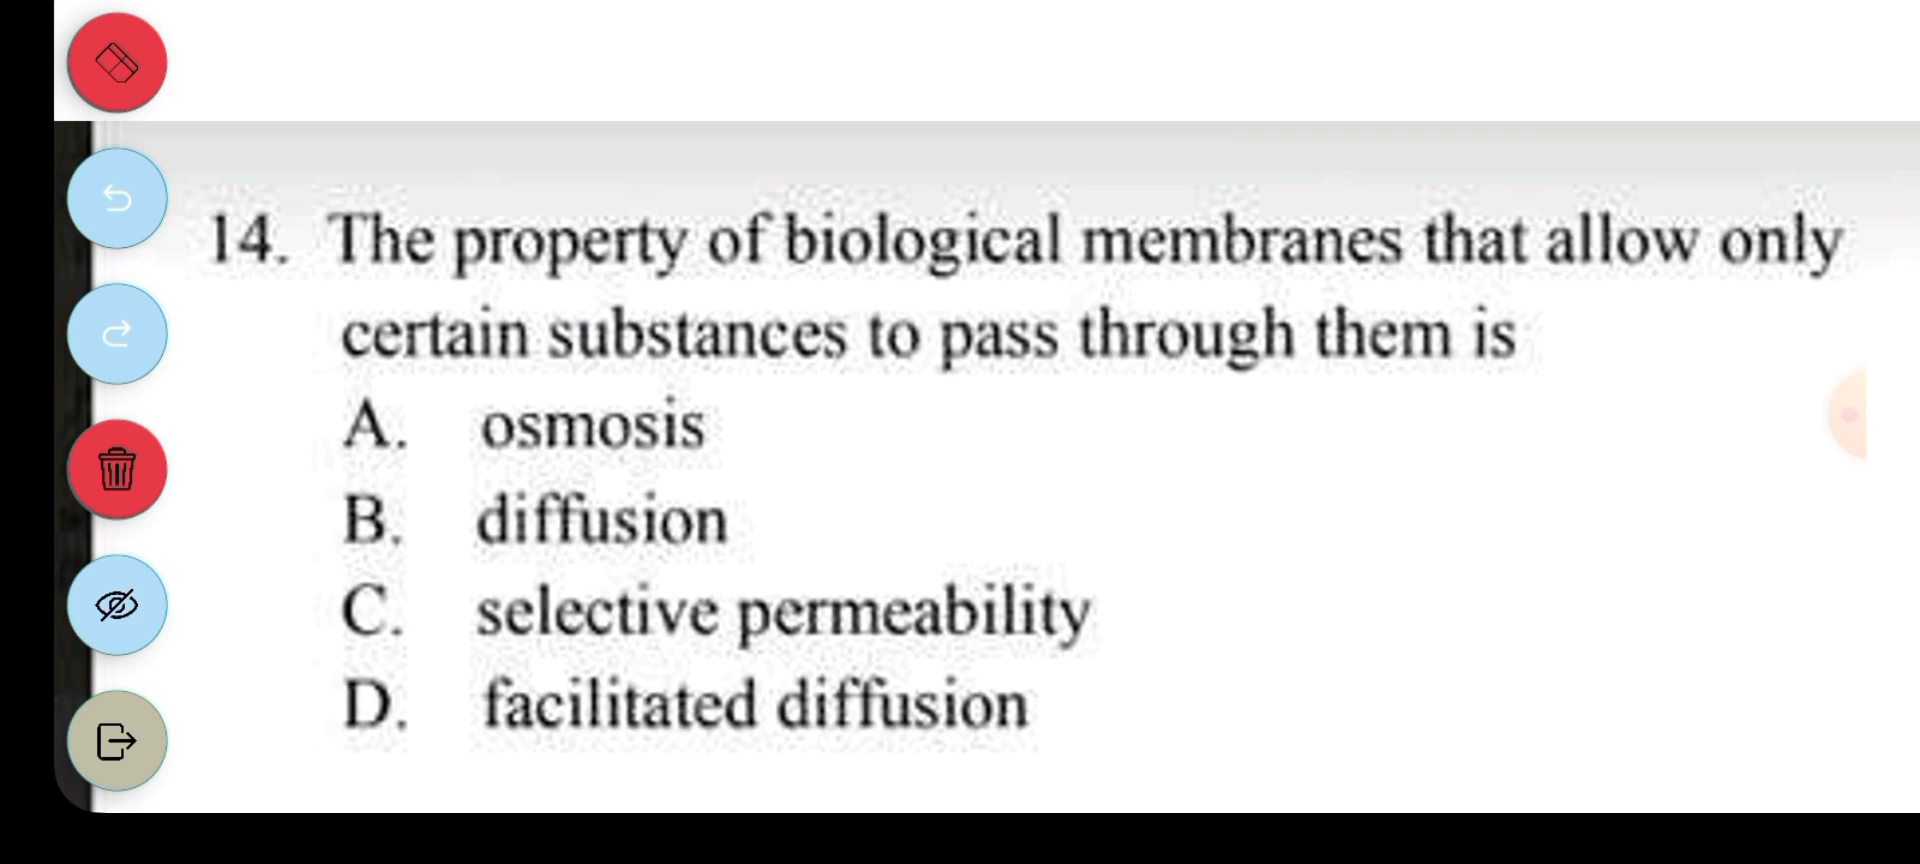 14. The property of biological membranes that allow only
certain substances to pass through them is
A. osmosis
B. diffusion
C. selective permeability
D. facilitated diffusion